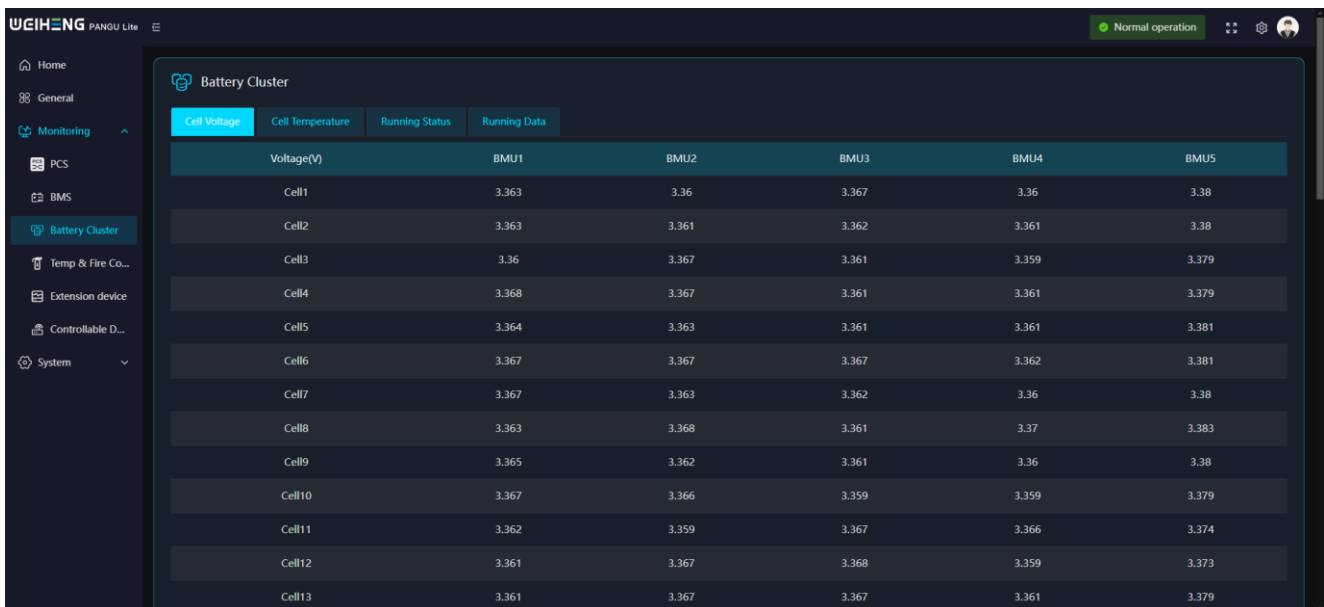 WEIHENG PANGU Lite
Normal operation
Home
General
Monitoring
PCS
BMS
Battery Cluster
Temp & Fire Co...
Extension device
Controllable D...
System
Battery Cluster
Cell Voltage Cell Temperature Running Status Running Data
Voltage(V) BMU1 BMU2 BMU3 BMU4 BMU5
Cell1 3.363 3.36 3.367 3.36 3.38
Cell2 3.363 3.361 3.362 3.361 3.38
Cell3 3.36 3.367 3.361 3.359 3.379
Cell4 3.368 3.367 3.361 3.361 3.379
Cell5 3.364 3.363 3.361 3.361 3.381
Cell6 3.367 3.367 3.367 3.362 3.381
Cell7 3.367 3.363 3.362 3.36 3.38
Cell8 3.363 3.368 3.361 3.37 3.383
Cell9 3.365 3.362 3.361 3.36 3.38
Cell10 3.367 3.366 3.359 3.359 3.379
Cell11 3.362 3.359 3.367 3.366 3.374
Cell12 3.361 3.367 3.368 3.359 3.373
Cell13 3.361 3.367 3.367 3.361 3.379